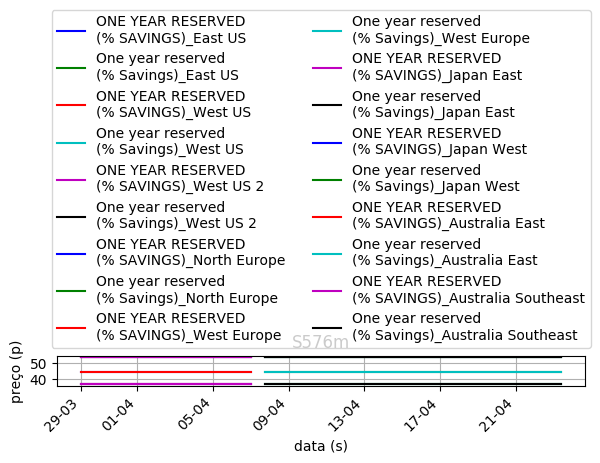 ONE YEAR RESERVED
(% SAVINGS)_East US
One year reserved
(% Savings)_East US
ONE YEAR RESERVED
(% SAVINGS)_West US
One year reserved
(% Savings)_West US
ONE YEAR RESERVED
(% SAVINGS)_West US 2
One year reserved
(% Savings)_West US 2
ONE YEAR RESERVED
(% SAVINGS)_North Europe
One year reserved
(% Savings)_North Europe
ONE YEAR RESERVED
(% SAVINGS)_West Europe
One year reserved
(% Savings)_West Europe
ONE YEAR RESERVED
(% SAVINGS)_Japan East
One year reserved
(% Savings)_Japan East
ONE YEAR RESERVED
(% SAVINGS)_Japan West
One year reserved
(% Savings)_Japan West
ONE YEAR RESERVED
(% SAVINGS)_Australia East
One year reserved
(% Savings)_Australia East
ONE YEAR RESERVED
(% SAVINGS)_Australia Southeast
One year reserved
(% Savings)_Australia Southeast
S576m
preço (p)
50
40
29-03
01-04
05-04
09-04
13-04
17-04
21-04
data (s)